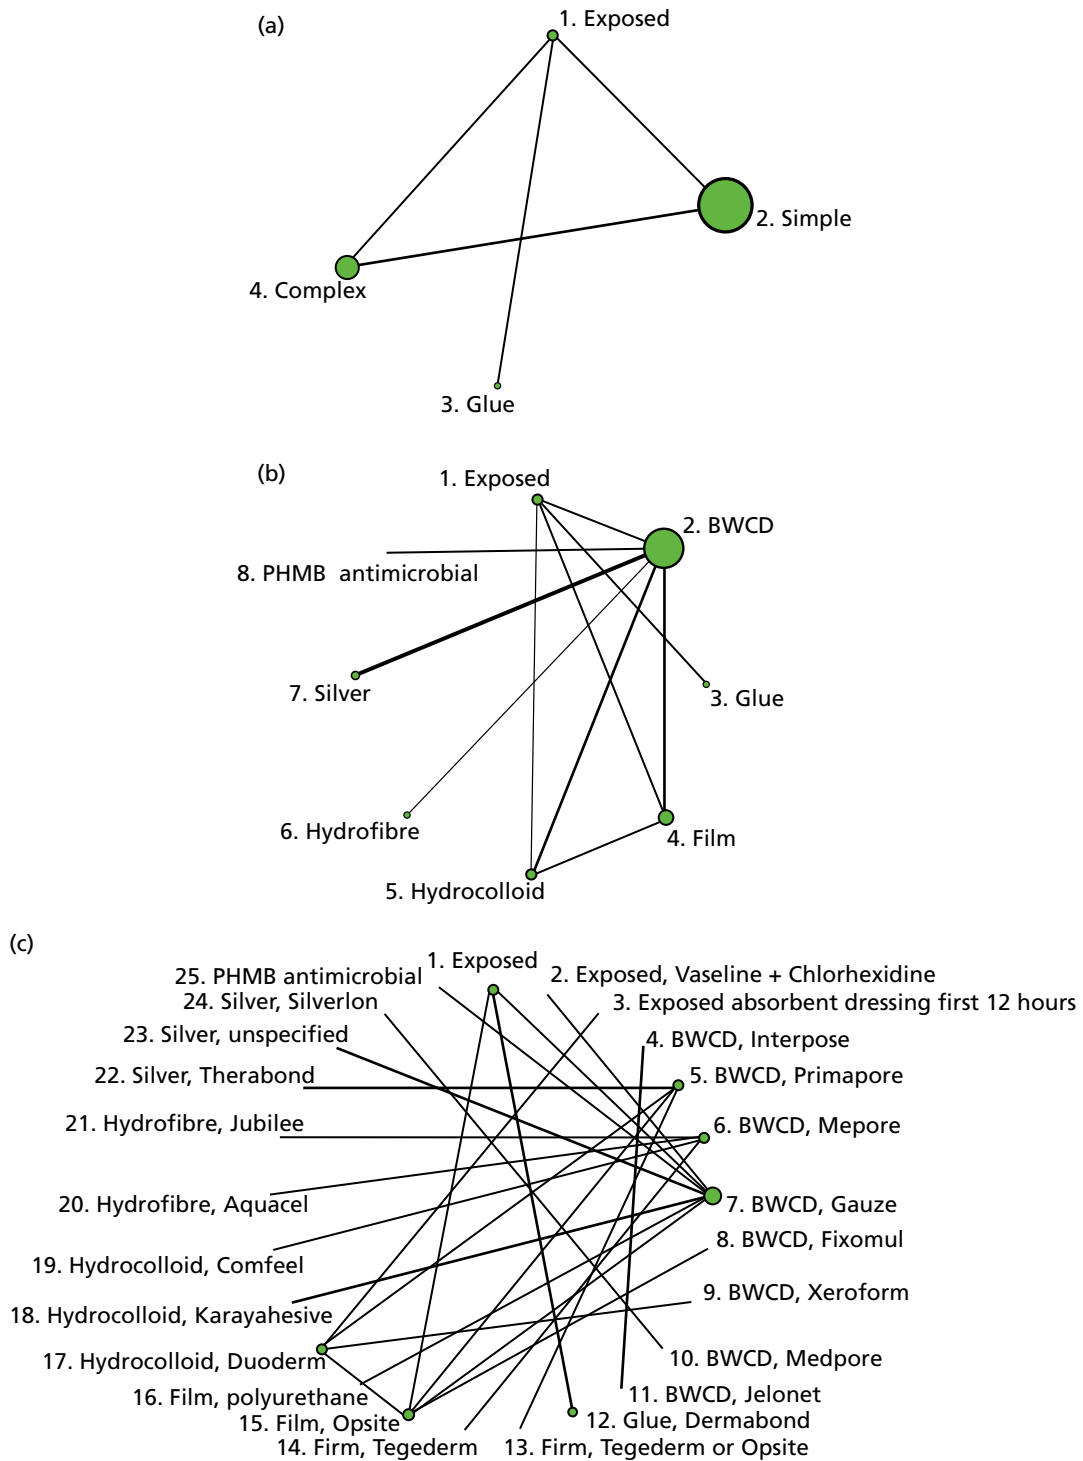 (a)
1. Exposed
2. Simple
4. Complex
3. Glue
(b)
1. Exposed
2. BWCD
8. PHMB antimicrobial
7. Silver
3. Glue
6. Hydrofibre
4. Film
5. Hydrocolloid
(c)
1. Exposed
2. Exposed, Vaseline + Chlorhexidine
3. Exposed absorbent dressing first 12 hours
4. BWCD, Interpose
5. BWCD, Primapore
6. BWCD, Mepore
7. BWCD, Gauze
8. BWCD, Fixomul
9. BWCD, Xeroform
10. BWCD, Medpore
11. BWCD, Jelonet
12. Glue, Dermabond
13. Firm, Tegederm or Opsite
14. Firm, Tegederm
15. Film, Opsite
16. Film, polyurethane
17. Hydrocolloid, Duoderm
18. Hydrocolloid, Karayahesive
19. Hydrocolloid, Comfeel
20. Hydrofibre, Aquacel
21. Hydrofibre, Jubilee
22. Silver, Therabond
23. Silver, unspecified
24. Silver, Silverlon
25. PHMB antimicrobial